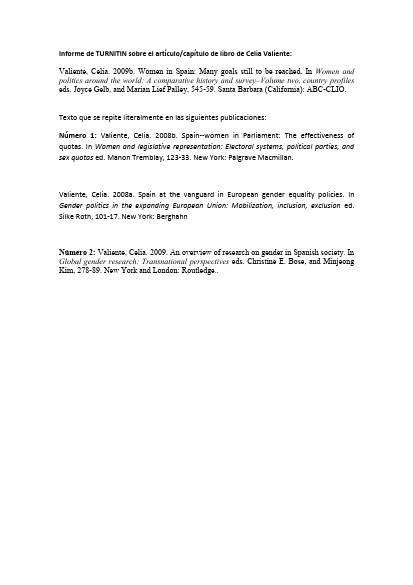 Informe de TURNITIN sobre el artículo/capítulo de libro de Celia Valiente:
Valiente, Celia. 2009b. Women in Spain: Many goals still to be reached. In Women and
politics around the world: A comparative history and survey–Volume two, country profiles
eds. Joyce Gelb, and Marian Lief Palley, 545-59. Santa Barbara (California): ABC-CLIO.
Texto que se repite literalmente en las siguientes publicaciones:
Número 1: Valiente, Celia. 2008b. Spain--women in Parliament: The effectiveness of
quotas. In Women and legislative representation: Electoral systems, political parties, and
sex quotas ed. Manon Tremblay, 123-33. New York: Palgrave Macmillan.
Valiente, Celia. 2008a. Spain at the vanguard in European gender equality policies. In
Gender politics in the expanding European Union: Mobilization, inclusion, exclusion ed.
Silke Roth, 101-17. New York: Berghahn
Número 2: Valiente, Celia. 2009. An overview of research on gender in Spanish society. In
Global gender research: Transnational perspectives eds. Christine E. Bose, and Minjeong
Kim, 278-89. New York and London: Routledge..